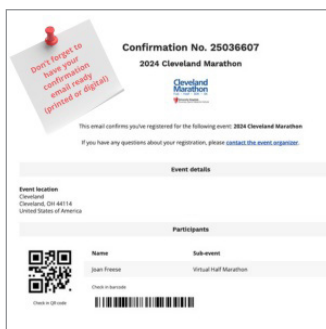 Don't forget to
have your
confirmation
email ready
(printed or digital)
Confirmation No. 25036607
2024 Cleveland Marathon
Cleveland
Marathon
This email confirms you've registered for the following event: 2024 Cleveland Marathon
If you have any questions about your registration, please contact the event organizer.
Event details
Event location
Cleveland
Cleveland, OH 44114
United States of America
Participants
Name Sub-event
Joan Freese Virtual Half Marathon
Check in barcode
Check in QR code